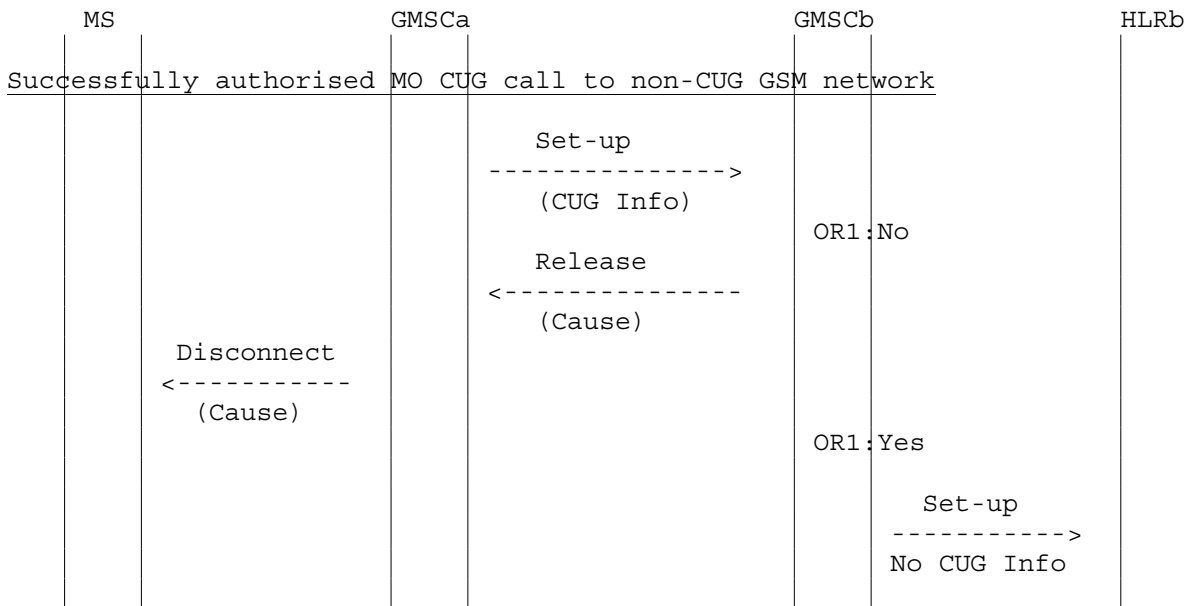 MS GMSCa GMSCb HLRb
Successfully authorised MO CUG call to non-CUG GSM network
Set-up
--------------->
(CUG Info)
OR1:No
Release
<---------------
(Cause)
Disconnect
<-----------
(Cause)
OR1:Yes
Set-up
----------->
No CUG Info